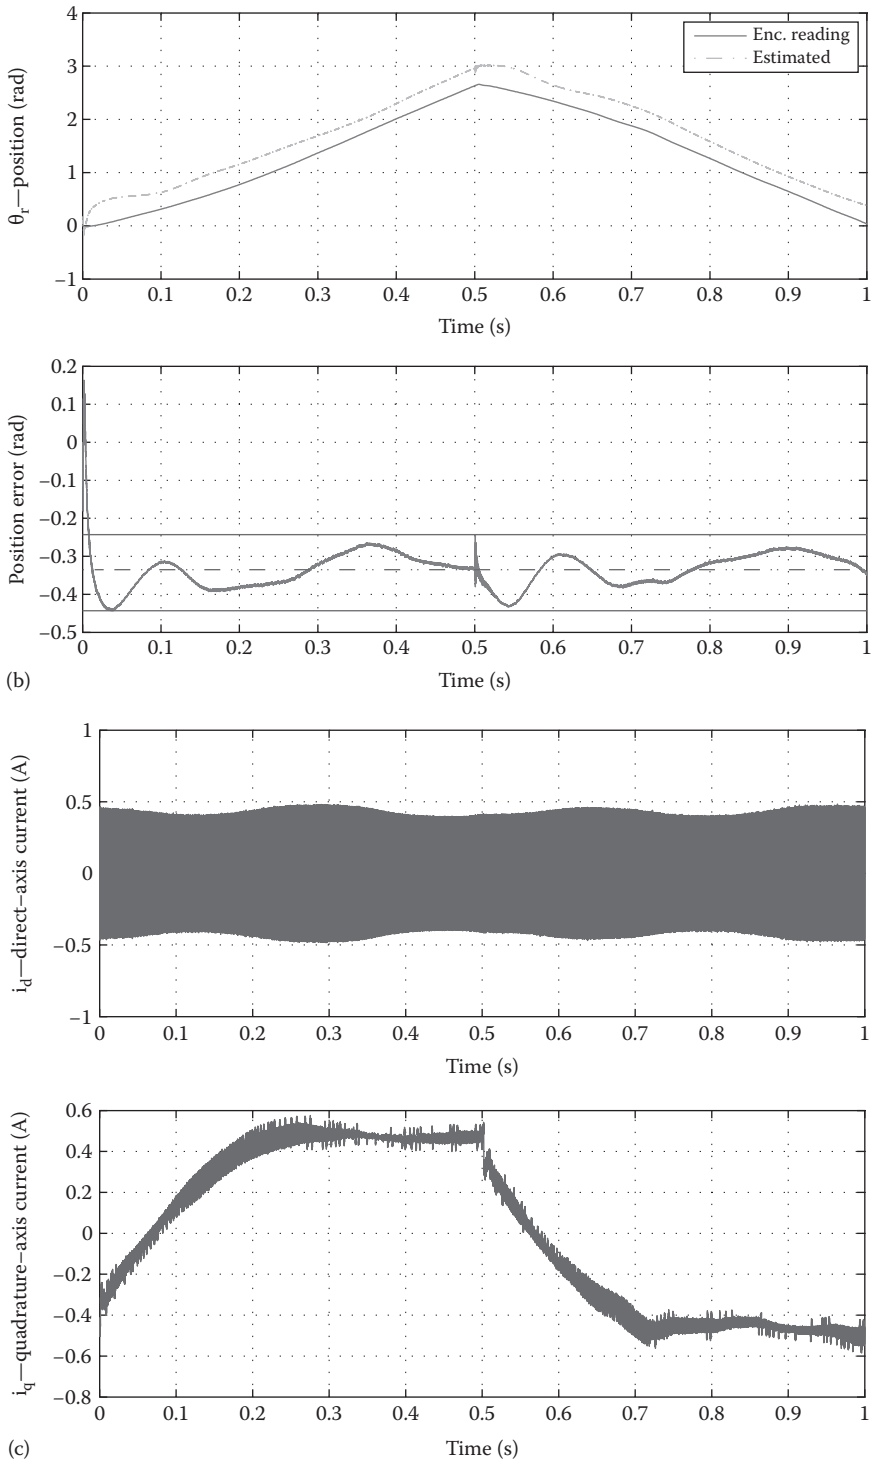 4
3
2
1
0
−1
θr—position (rad)
Enc. reading
Estimated
0 0.1 0.2 0.3 0.4 0.5 0.6 0.7 0.8 0.9 1
Time (s)
0.2
0.1
0
−0.1
−0.2
−0.3
−0.4
−0.5
Position error (rad)
0 0.1 0.2 0.3 0.4 0.5 0.6 0.7 0.8 0.9 1
(b)
Time (s)
1
0.5
0
−0.5
−1
id—direct−axis current (A)
0 0.1 0.2 0.3 0.4 0.5 0.6 0.7 0.8 0.9 1
Time (s)
0.6
0.4
0.2
0
−0.2
−0.4
−0.6
−0.8
iq—quadrature−axis current (A)
0 0.1 0.2 0.3 0.4 0.5 0.6 0.7 0.8 0.9 1
(c)
Time (s)